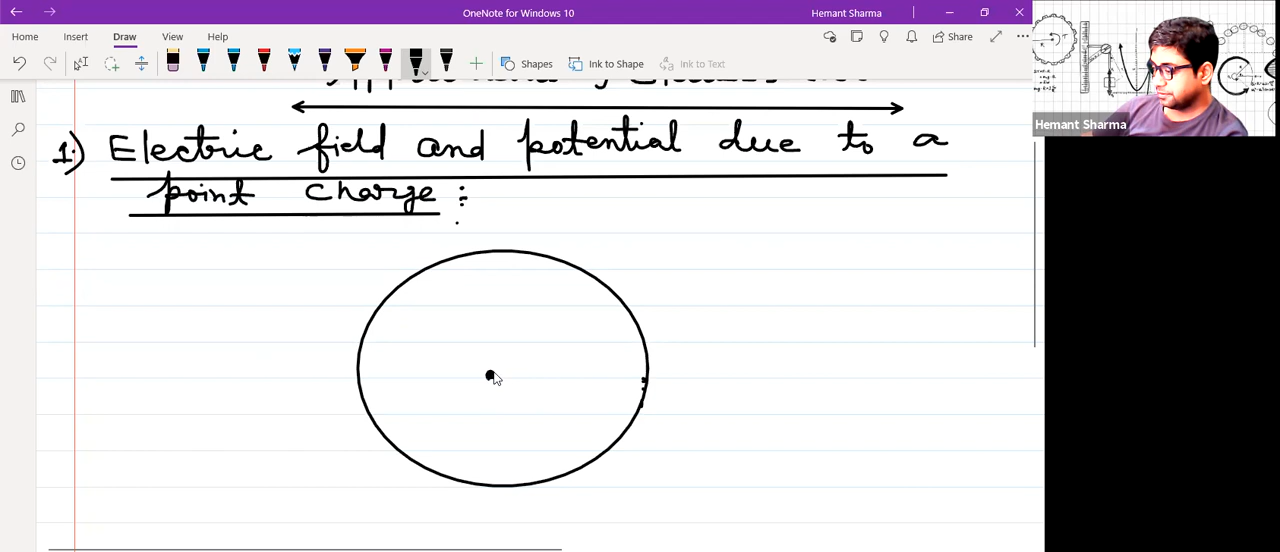 OneNote for Windows 10
Hemant Sharma
Home Insert Draw View Help
Share
Shapes Ink to Shape Ink to Text
Hemant Sharma
1.) Electric field and potential due to a
point charge :